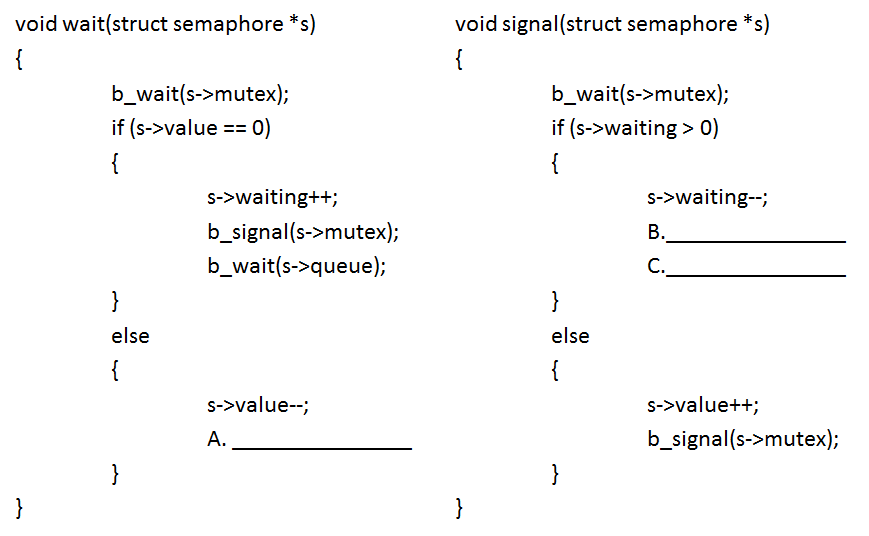 void wait(struct semaphore *s)
{
b_wait(s->mutex);
if (s->value == 0)
{
s->waiting++;
b_signal(s->mutex);
b_wait(s->queue);
}
else
{
s->value--;
A. ________________
}
}
void signal(struct semaphore *s)
{
b_wait(s->mutex);
if (s->waiting > 0)
{
s->waiting--;
B.________________
C.________________
}
else
{
s->value++;
b_signal(s->mutex);
}
}